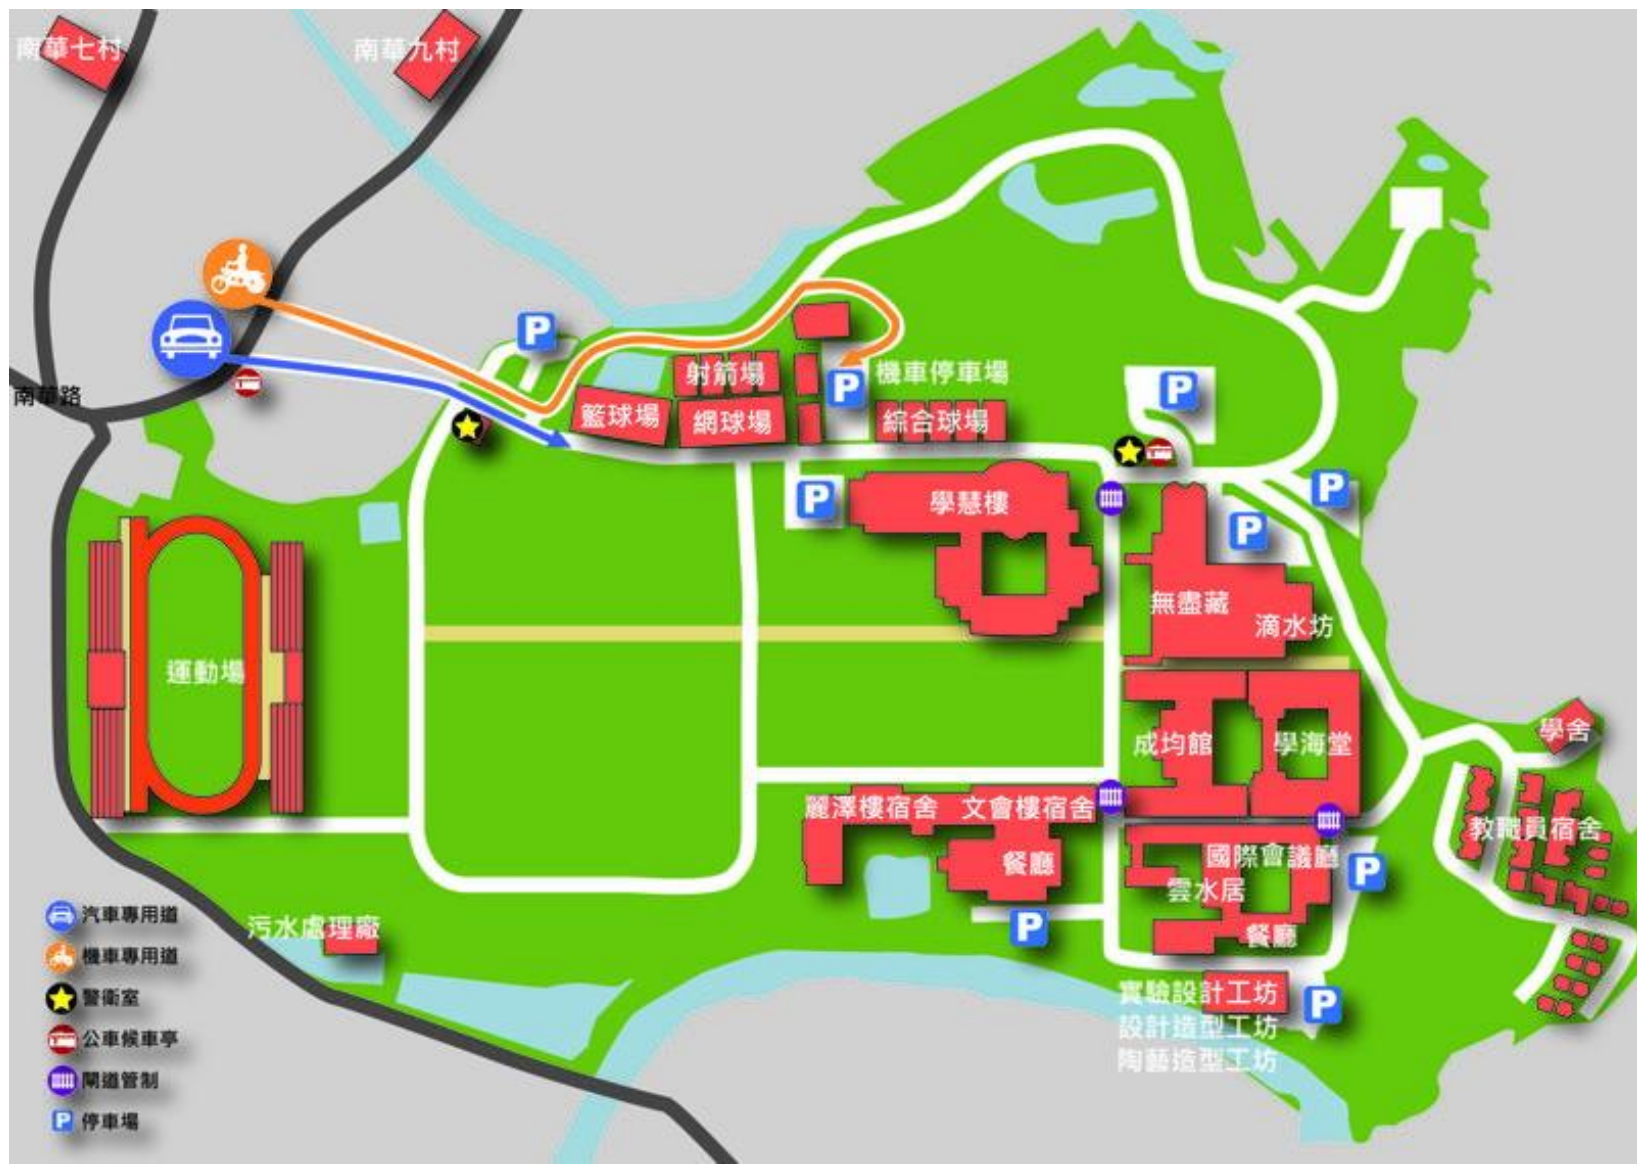 南華七村
南華九村
P
南華路
射箭場
機車停車場
P
P
籃球場
網球場
綜合球場
P
學慧樓
P
P
無盡藏
滴水坊
運動場
學舍
成均館
學海堂
麗澤樓宿舍
文會樓宿舍
教職員宿舍
餐廳
國際會議廳
P
雲水居
P
餐廳
汽車專用道
污水處理廠
機車專用道
實驗設計工坊
P
警衛室
設計造型工坊
公車候車亭
陶藝造型工坊
閘道管制
P 停車場